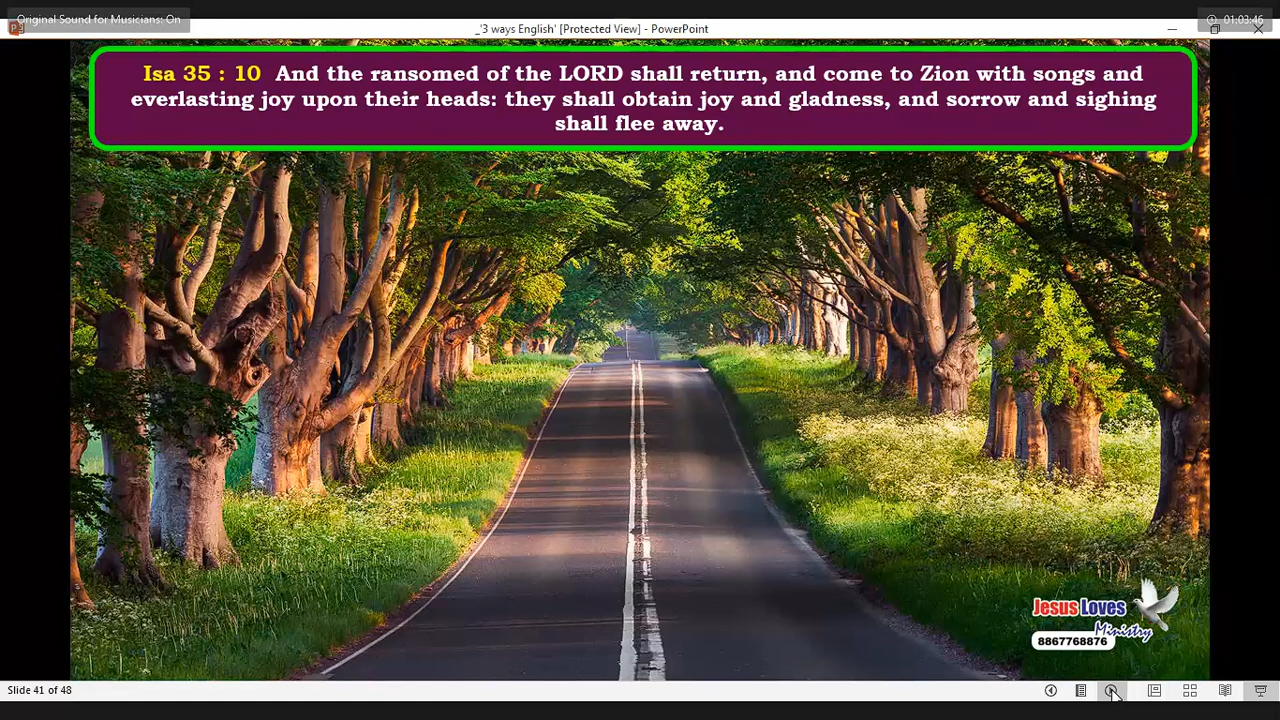 Original Sound for Musicians: On
01:03:46
_'3 ways English' [Protected View] - PowerPoint
Isa 35 : 10 And the ransomed of the LORD shall return, and come to Zion with songs and
everlasting joy upon their heads: they shall obtain joy and gladness, and sorrow and sighing
shall flee away.
Jesus Loves
Ministry
8867768876
Slide 41 of 48